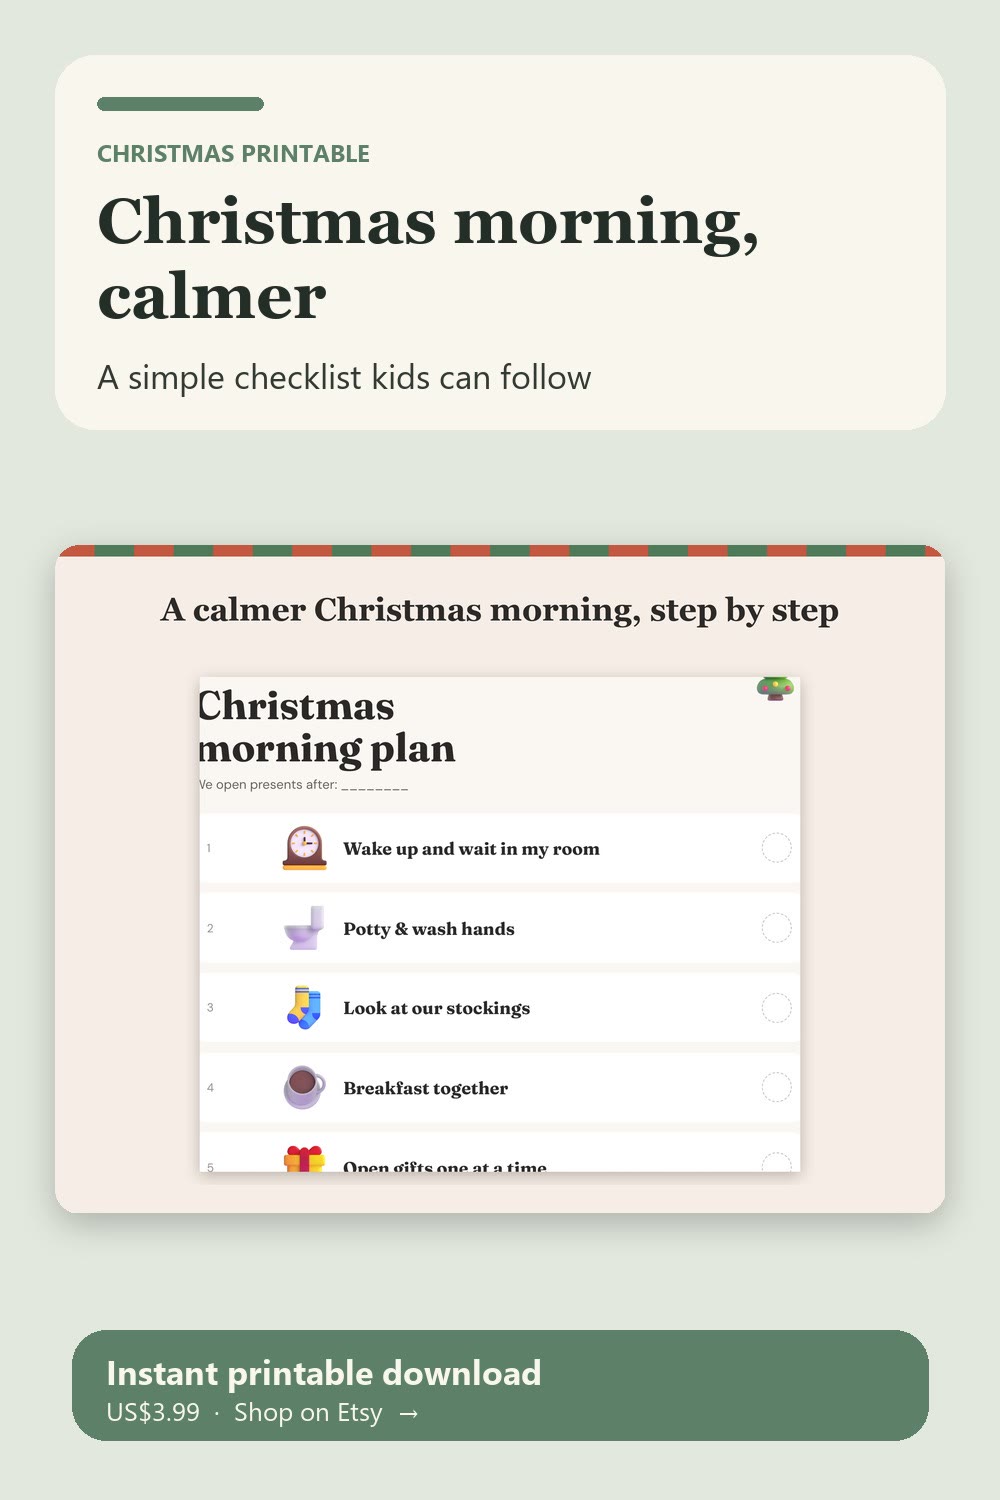 CHRISTMAS PRINTABLE
Christmas morning,
calmer
A simple checklist kids can follow
A calmer Christmas morning, step by step
Christmas
morning plan
We open presents after: ________
1 Wake up and wait in my room
2 Potty & wash hands
3 Look at our stockings
4 Breakfast together
5 Open gifts one at a time
Instant printable download
US$3.99 · Shop on Etsy →